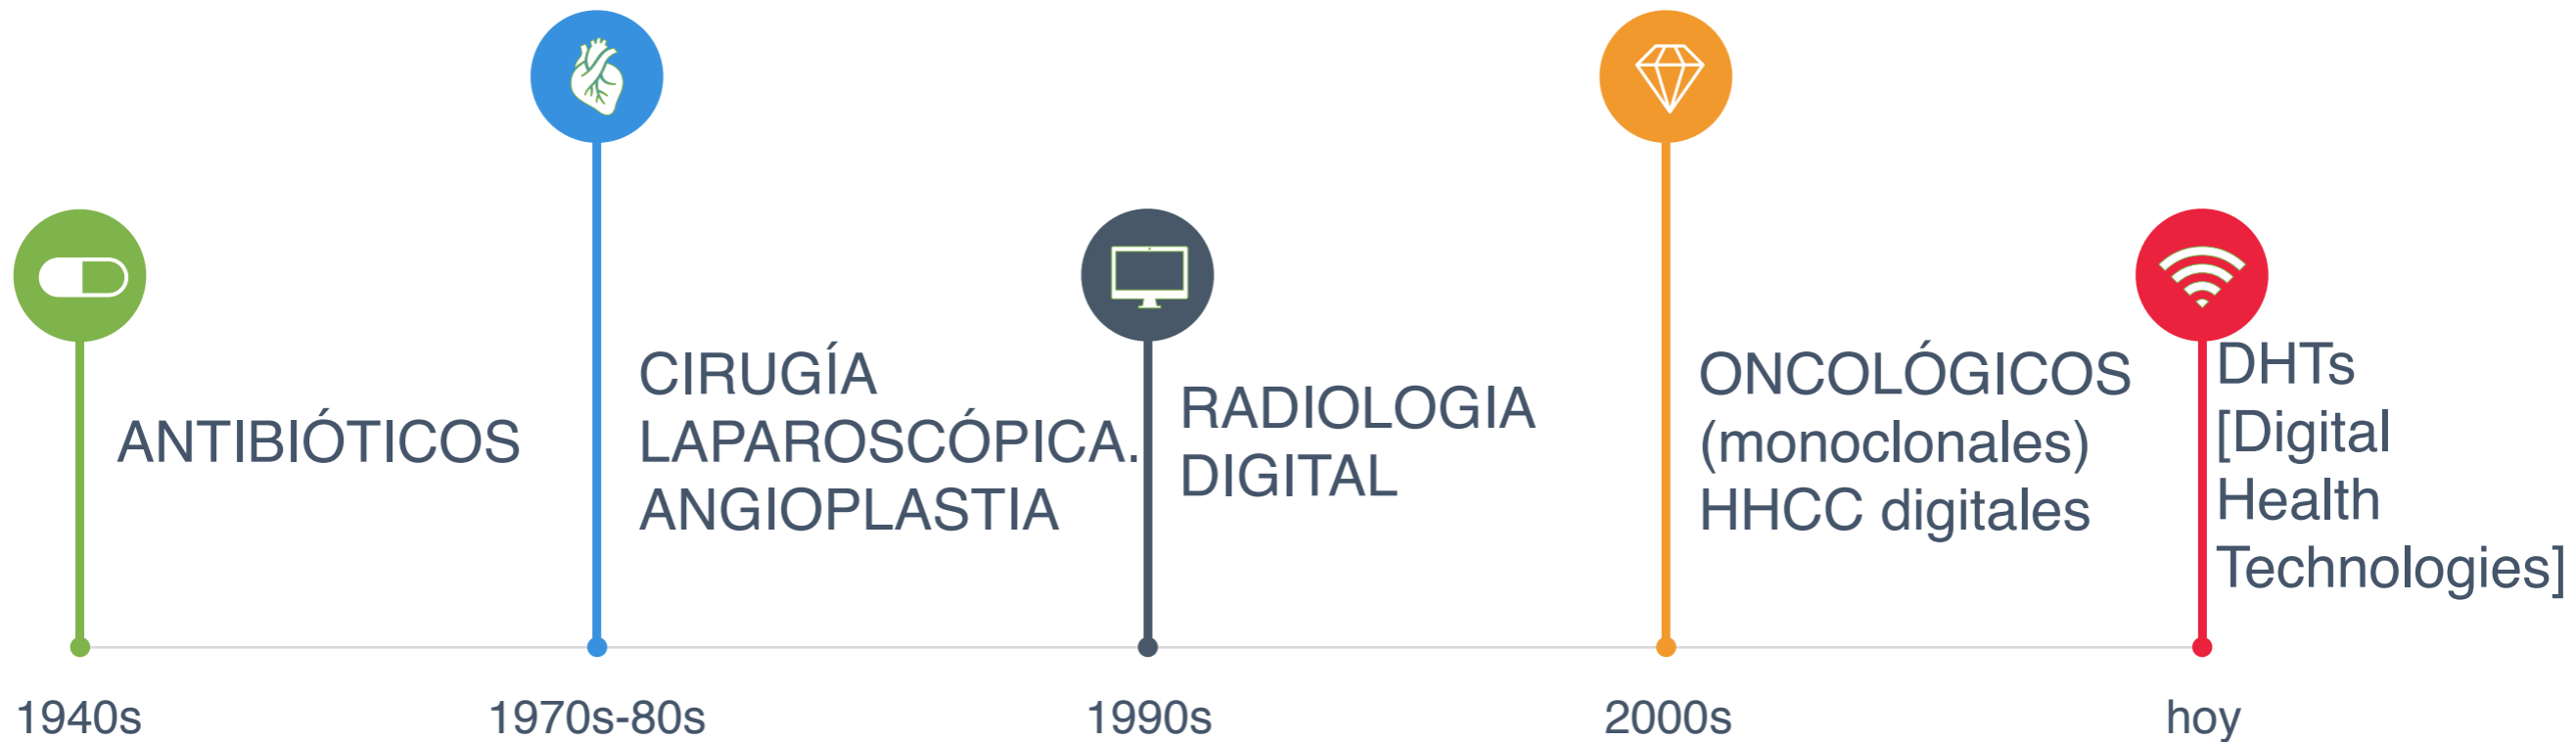 ANTIBIÓTICOS
CIRUGÍA
LAPAROSCÓPICA.
ANGIOPLASTIA
RADIOLOGIA
DIGITAL
ONCOLÓGICOS
(monoclonales)
HHCC digitales
DHTs
[Digital
Health
Technologies]
1940s
1970s-80s
1990s
2000s
hoy